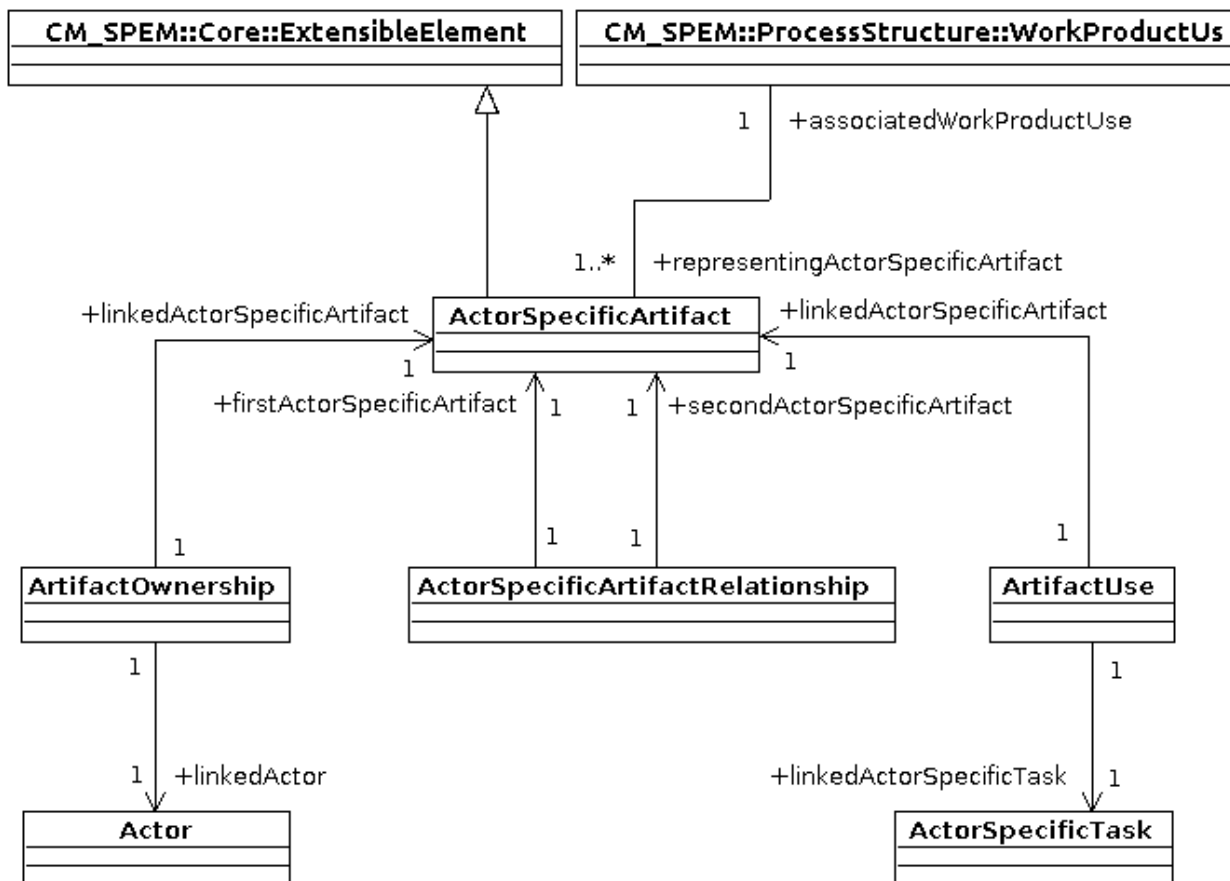 CM_SPEM::Core::ExtensibleElement
CM_SPEM::ProcessStructure::WorkProductUs
1 +associatedWorkProductUse
1..* +representingActorSpecificArtifact
+linkedActorSpecificArtifact
ActorSpecificArtifact
+linkedActorSpecificArtifact
1
1
+firstActorSpecificArtifact
1
1
+secondActorSpecificArtifact
1
1
1
1
ArtifactOwnership
ActorSpecificArtifactRelationship
ArtifactUse
1
1
1 +linkedActor
+linkedActorSpecificTask 1
Actor
ActorSpecificTask